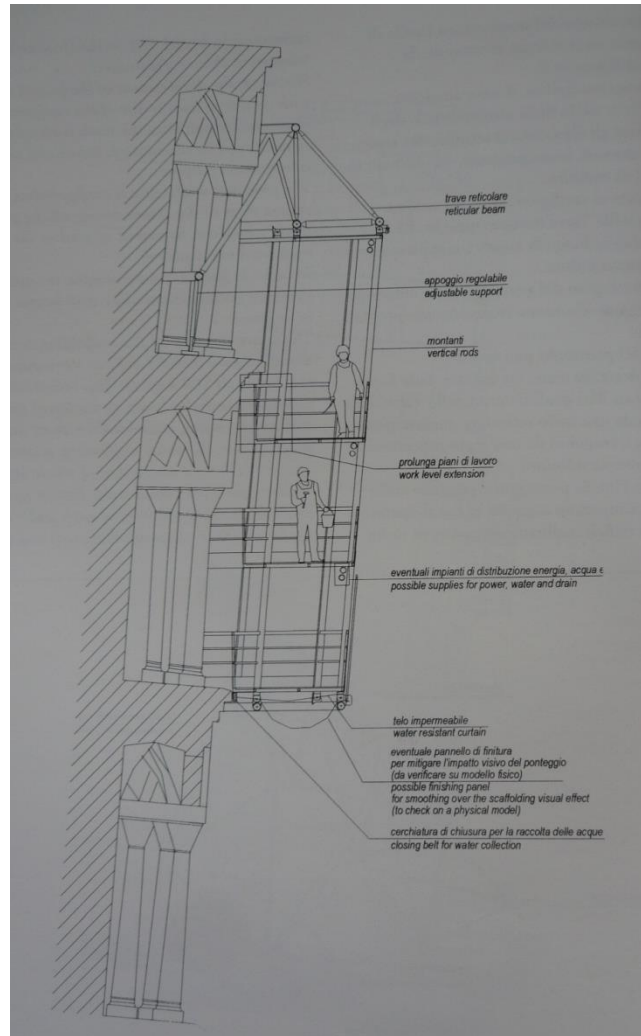 trave reticolare
reticular beam
appoggio regolabile
adjustable support
montanti
vertical rods
prolunga piani di lavoro
work level extension
eventuali impianti di distribuzione energia, acqua e
possible supplies for power, water and drain
telo impermeabile
water resistant curtain
eventuale pannello di finitura
per mitigare l'impatto visivo del ponteggio
(da verificare su modello fisico)
possible finishing panel
for smoothing over the scaffolding visual effect
(to check on a physical model)
cerchiatura di chiusura per la raccolta delle acque
closing belt for water collection